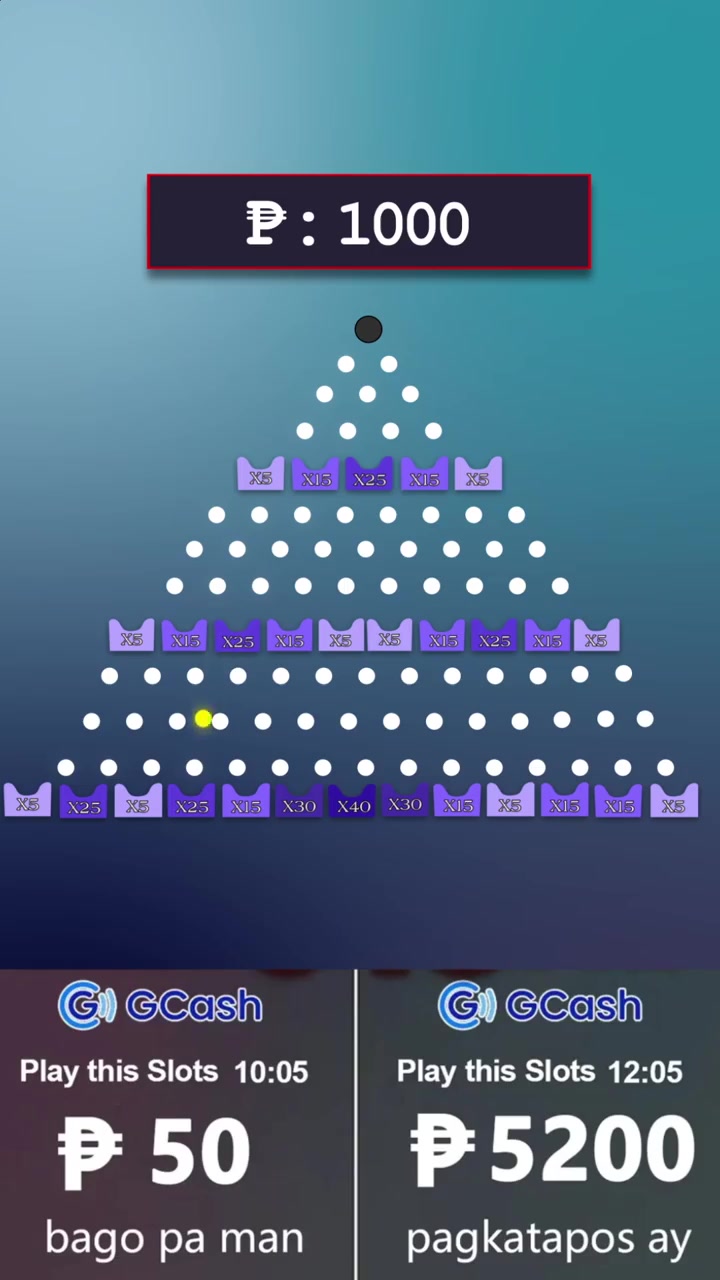 ₱: 1000
X5 X15 X25 X15 X5
X5 X15 X25 X15 X5 X5 X15 X25 X15 X5
X5 X25 X5 X25 X15 X30 X40 X30 X15 X5 X15 X15 X5
GCash
Play this Slots 10:05
₱ 50
bago pa man
GCash
Play this Slots 12:05
₱ 5200
pagkatapos ay